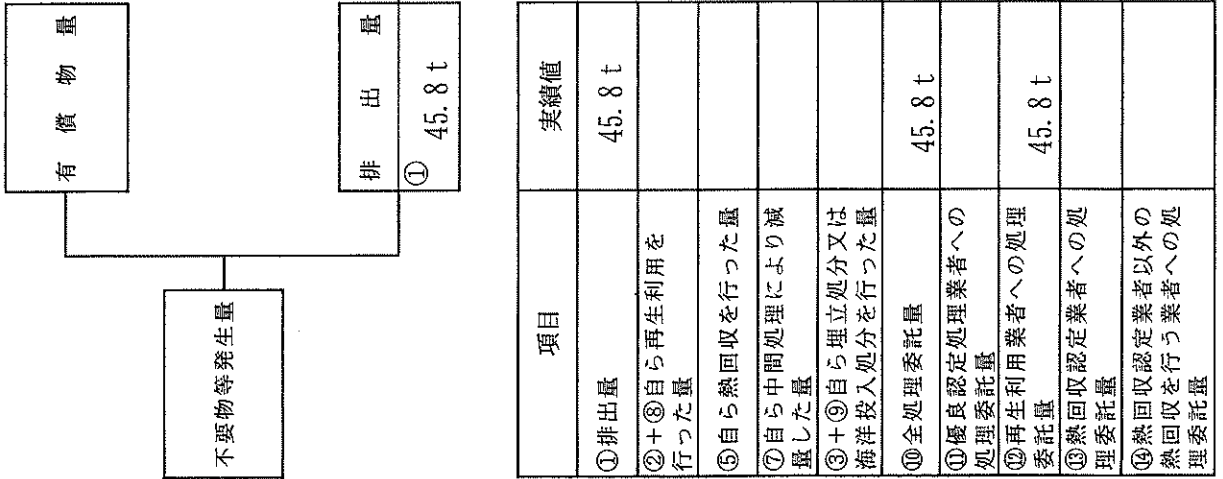 不要物等発生量
有償物量
排出量
① 45.8 t
項目 実績値
①排出量 45.8 t
②+⑧自ら再生利用を
行った量
⑤自ら熱回収を行った量
⑦自ら中間処理により減
量した量
③+⑨自ら埋立処分又は
海洋投入処分を行った量
⑩全処理委託量 45.8 t
⑪優良認定処理業者への
処理委託量
⑫再生利用業者への処理
委託量 45.8 t
⑬熱回収認定業者への処
理委託量
⑭熱回収認定業者以外の
熱回収を行う業者への処
理委託量